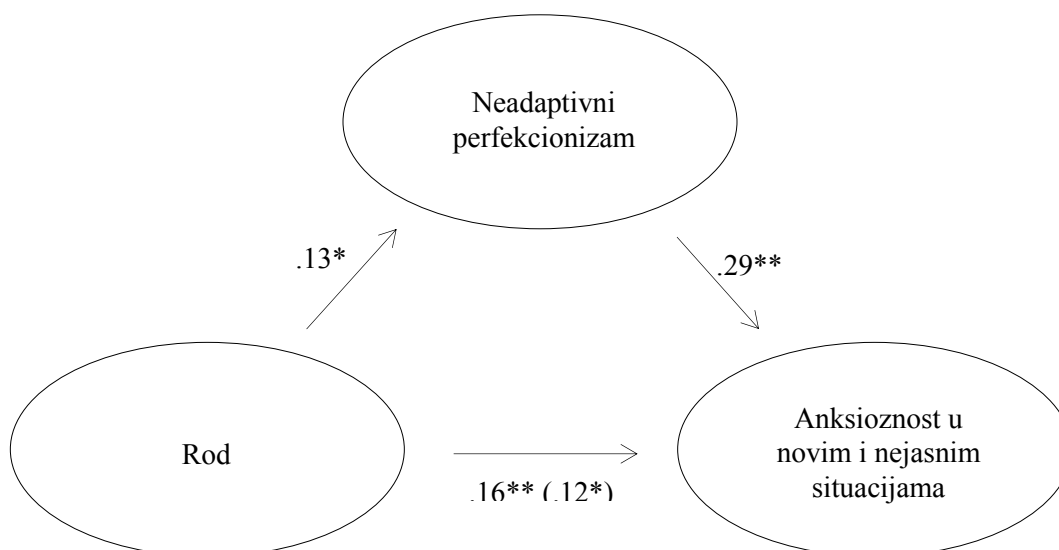 Neadaptivni
perfekcionizam
.13*
.29**
Rod
.16** (.12*)
Anksioznost u
novim i nejasnim
situacijama